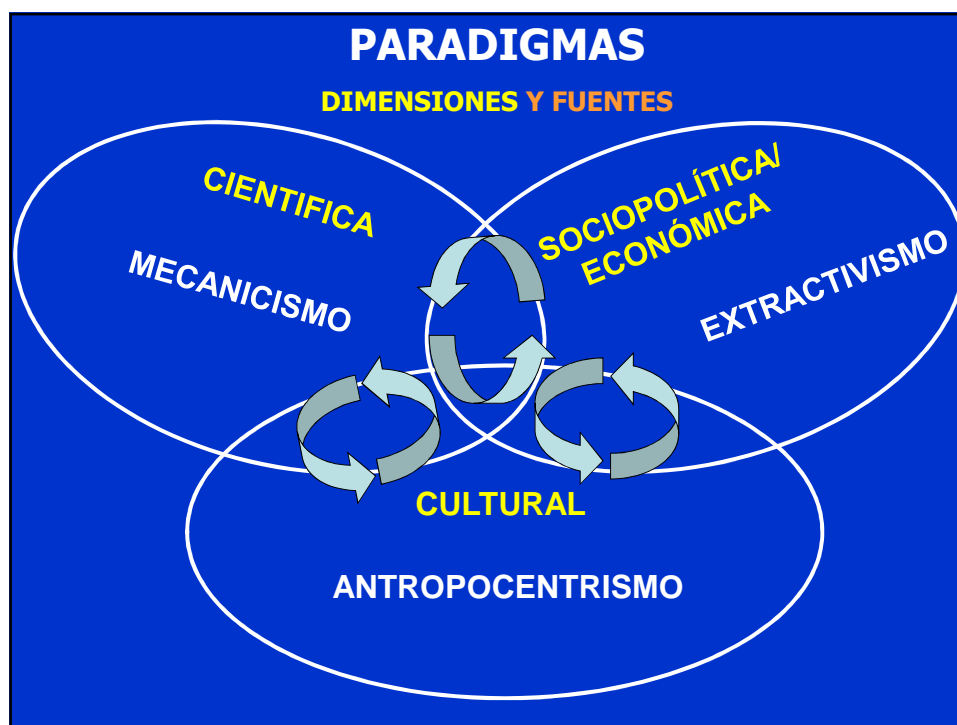 PARADIGMAS
DIMENSIONES Y FUENTES
CIENTIFICA
MECANICISMO
SOCIOPOLÍTICA/
ECONÓMICA
EXTRACTIVISMO
CULTURAL
ANTROPOCENTRISMO